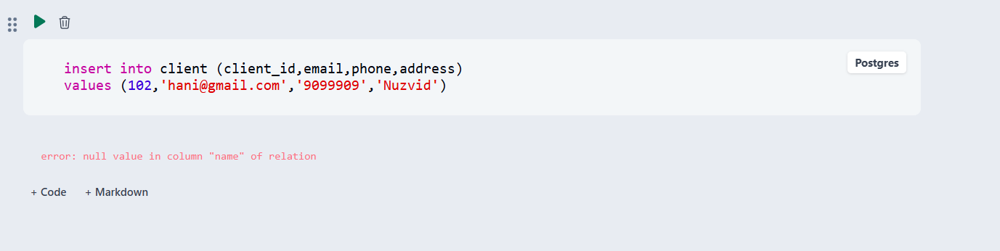 insert into client (client_id,email,phone,address)
Postgres
values (102,'hani@gmail.com','9099909','Nuzvid')
error: null value in column "name" of relation
+ Code + Markdown